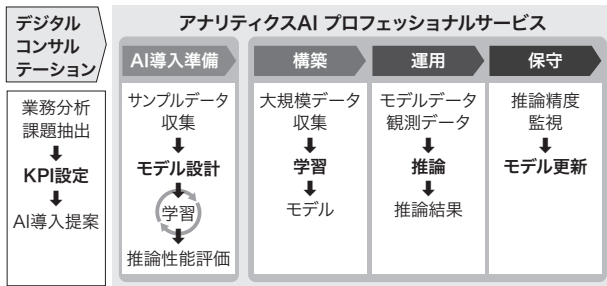 デジタル
コンサル
テーション
業務分析
課題抽出
KPI設定
AI導入提案
アナリティクスAI プロフェッショナルサービス
AI導入準備
サンプルデータ
収集
モデル設計
学習
推論性能評価
構築
大規模データ
収集
学習
モデル
運用
モデルデータ
観測データ
推論
推論結果
保守
推論精度
監視
モデル更新